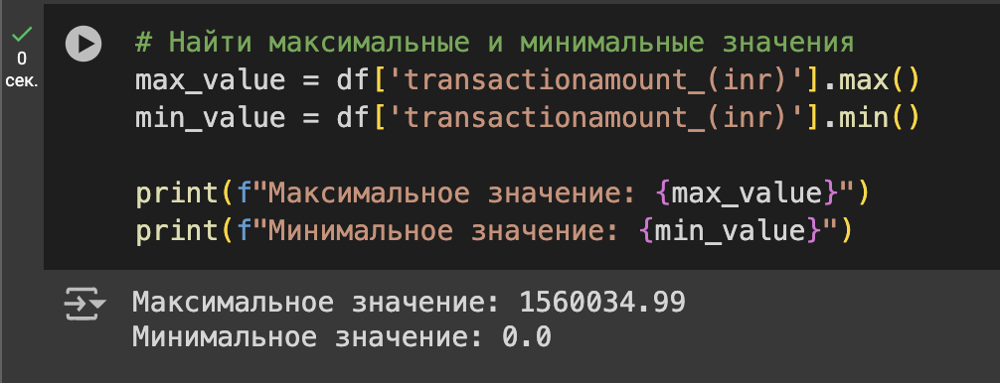 0
сек.
# Найти максимальные и минимальные значения
max_value = df['transactionamount_(inr)'].max()
min_value = df['transactionamount_(inr)'].min()
print(f"Максимальное значение: {max_value}")
print(f"Минимальное значение: {min_value}")
Максимальное значение: 1560034.99
Минимальное значение: 0.0